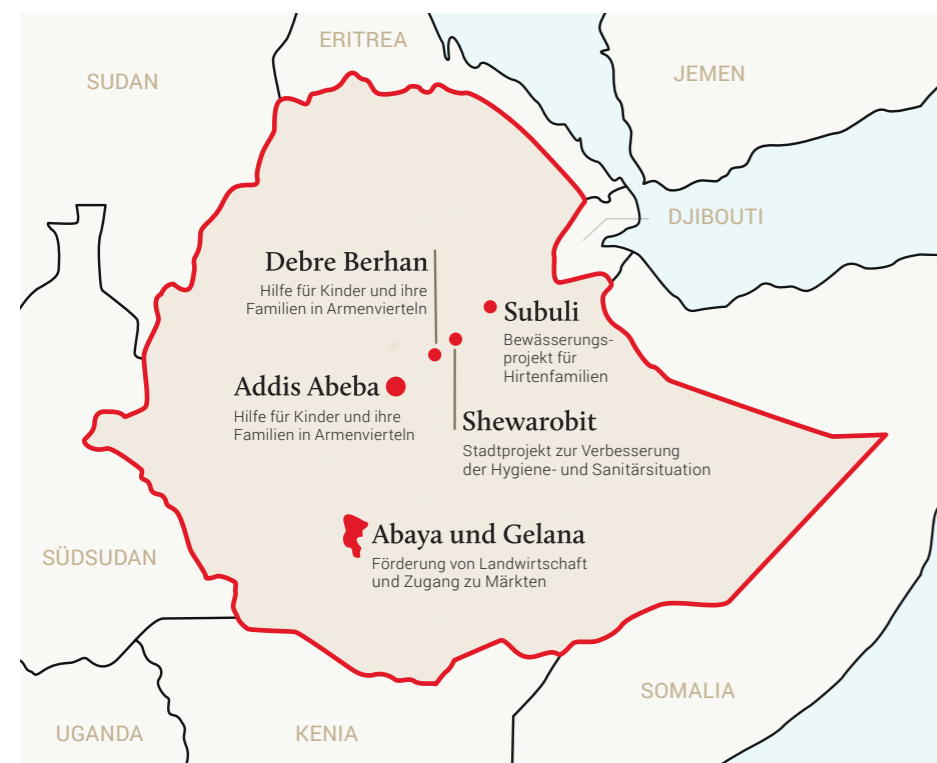 ERITREA
JEMEN
SUDAN
DJIBOUTI
Debre Berhan
Hilfe für Kinder und ihre
Familien in Armenvierteln
Subuli
Bewässerungs-
projekt für
Hirtenfamilien
Addis Abeba
Hilfe für Kinder und ihre
Familien in Armenvierteln
Shewarobit
Stadtprojekt zur Verbesserung
der Hygiene- und Sanitärsituation
Abaya und Gelana
Förderung von Landwirtschaft
und Zugang zu Märkten
SÜDSUDAN
SOMALIA
UGANDA
KENIA